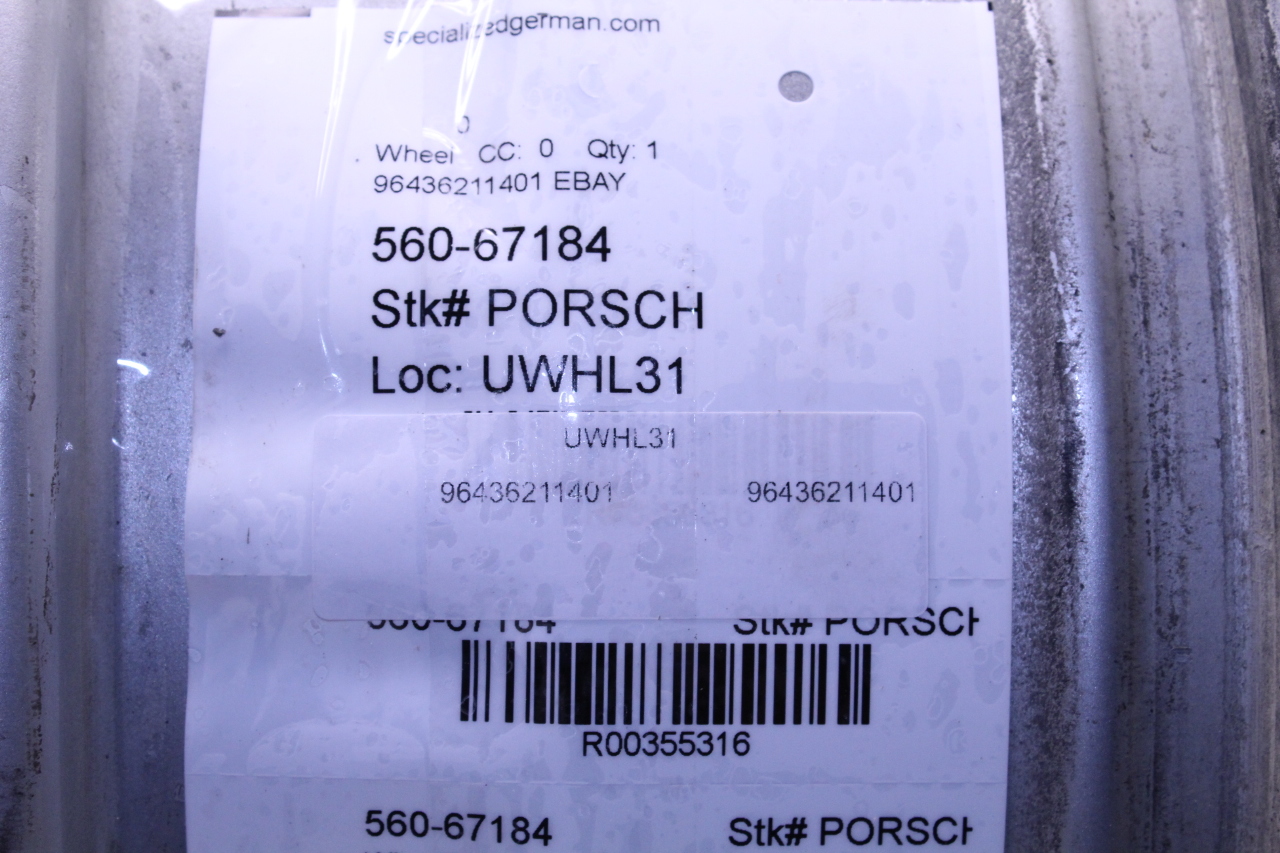 specializedgerman.com
0
Wheel CC: 0 Qty: 1
96436211401 EBAY
560-67184
Stk# PORSCH
Loc: UWHL31
UWHL31
96436211401 96436211401
560-67184 Stk# PORSCH
R00355316
560-67184 Stk# PORSCH